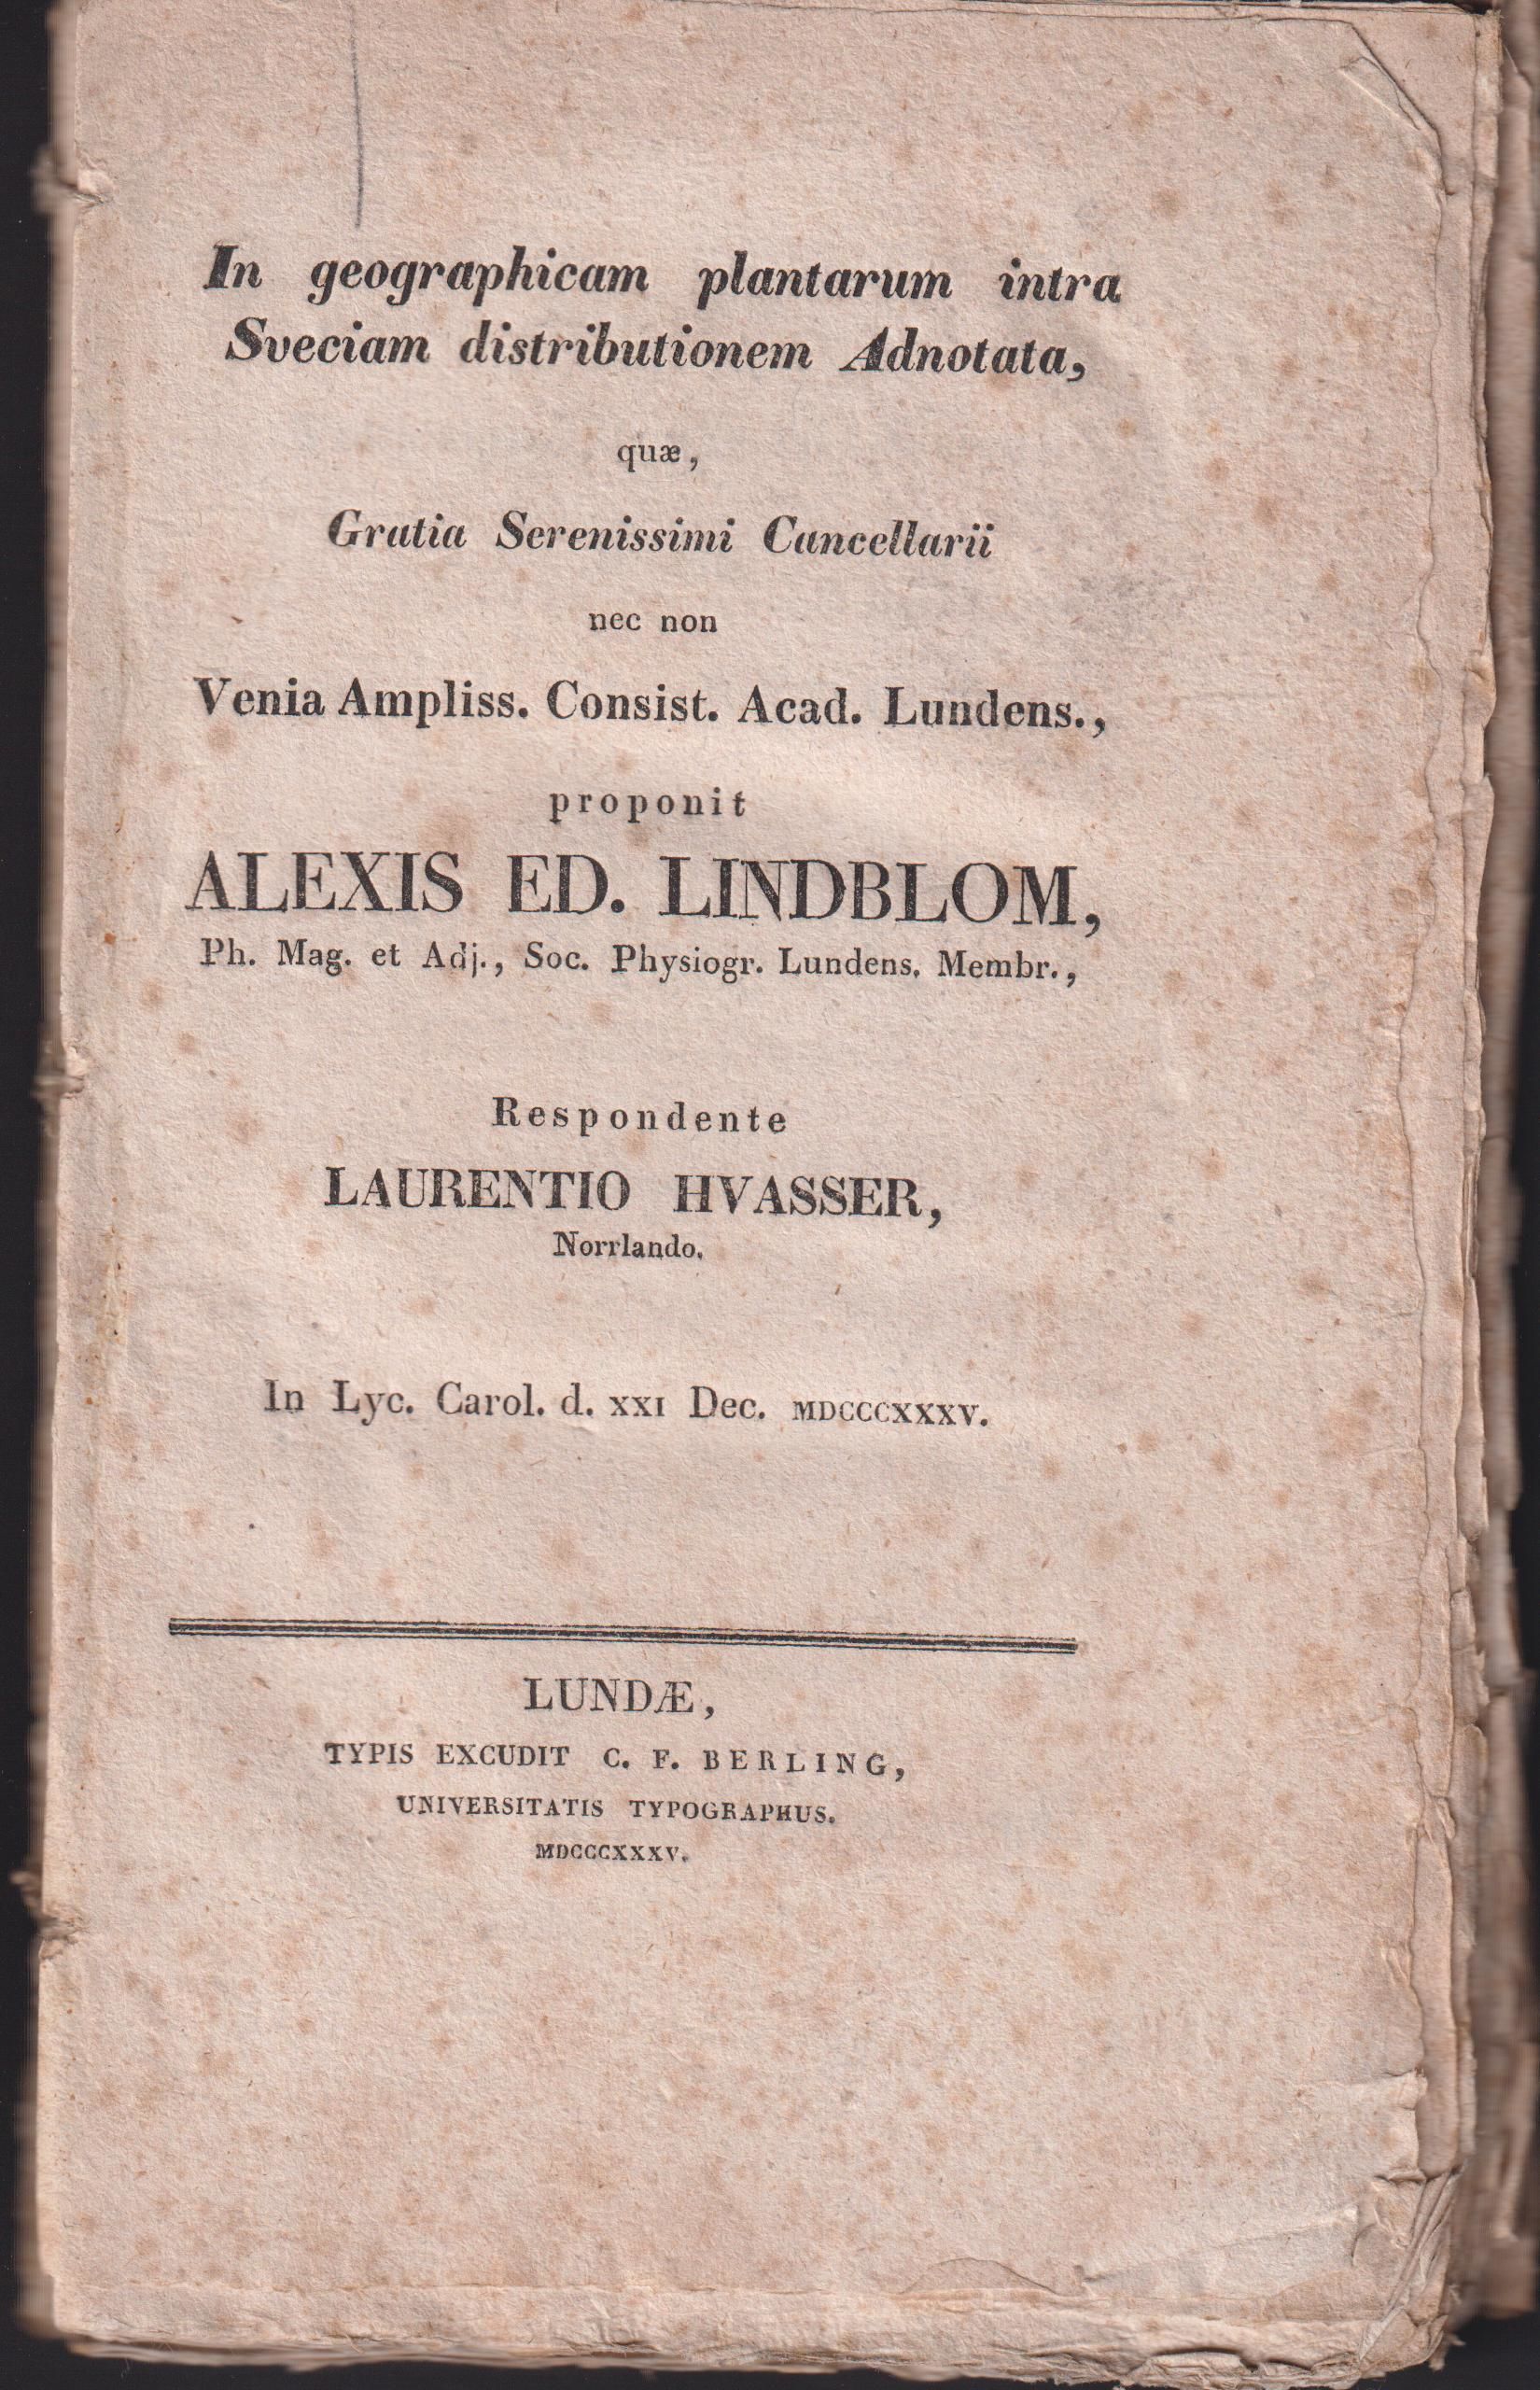 In geographicam plantarum intra
Sveciam distributionem Adnotata,
quæ,
Gratia Serenissimi Cancellarii
nec non
Venia Ampliss. Consist. Acad. Lundens.,
proponit
ALEXIS ED. LINDBLOM,
Ph. Mag. et Adj., Soc. Physiogr. Lundens. Membr.,
Respondente
LAURENTIO HVASSER,
Norrlando.
In Lyc. Carol. d. XXI Dec. MDCCCXXXV.
LUNDÆ,
TYPIS EXCUDIT C. F. BERLING,
UNIVERSITATIS TYPOGRAPHUS.
MDCCCXXXV.